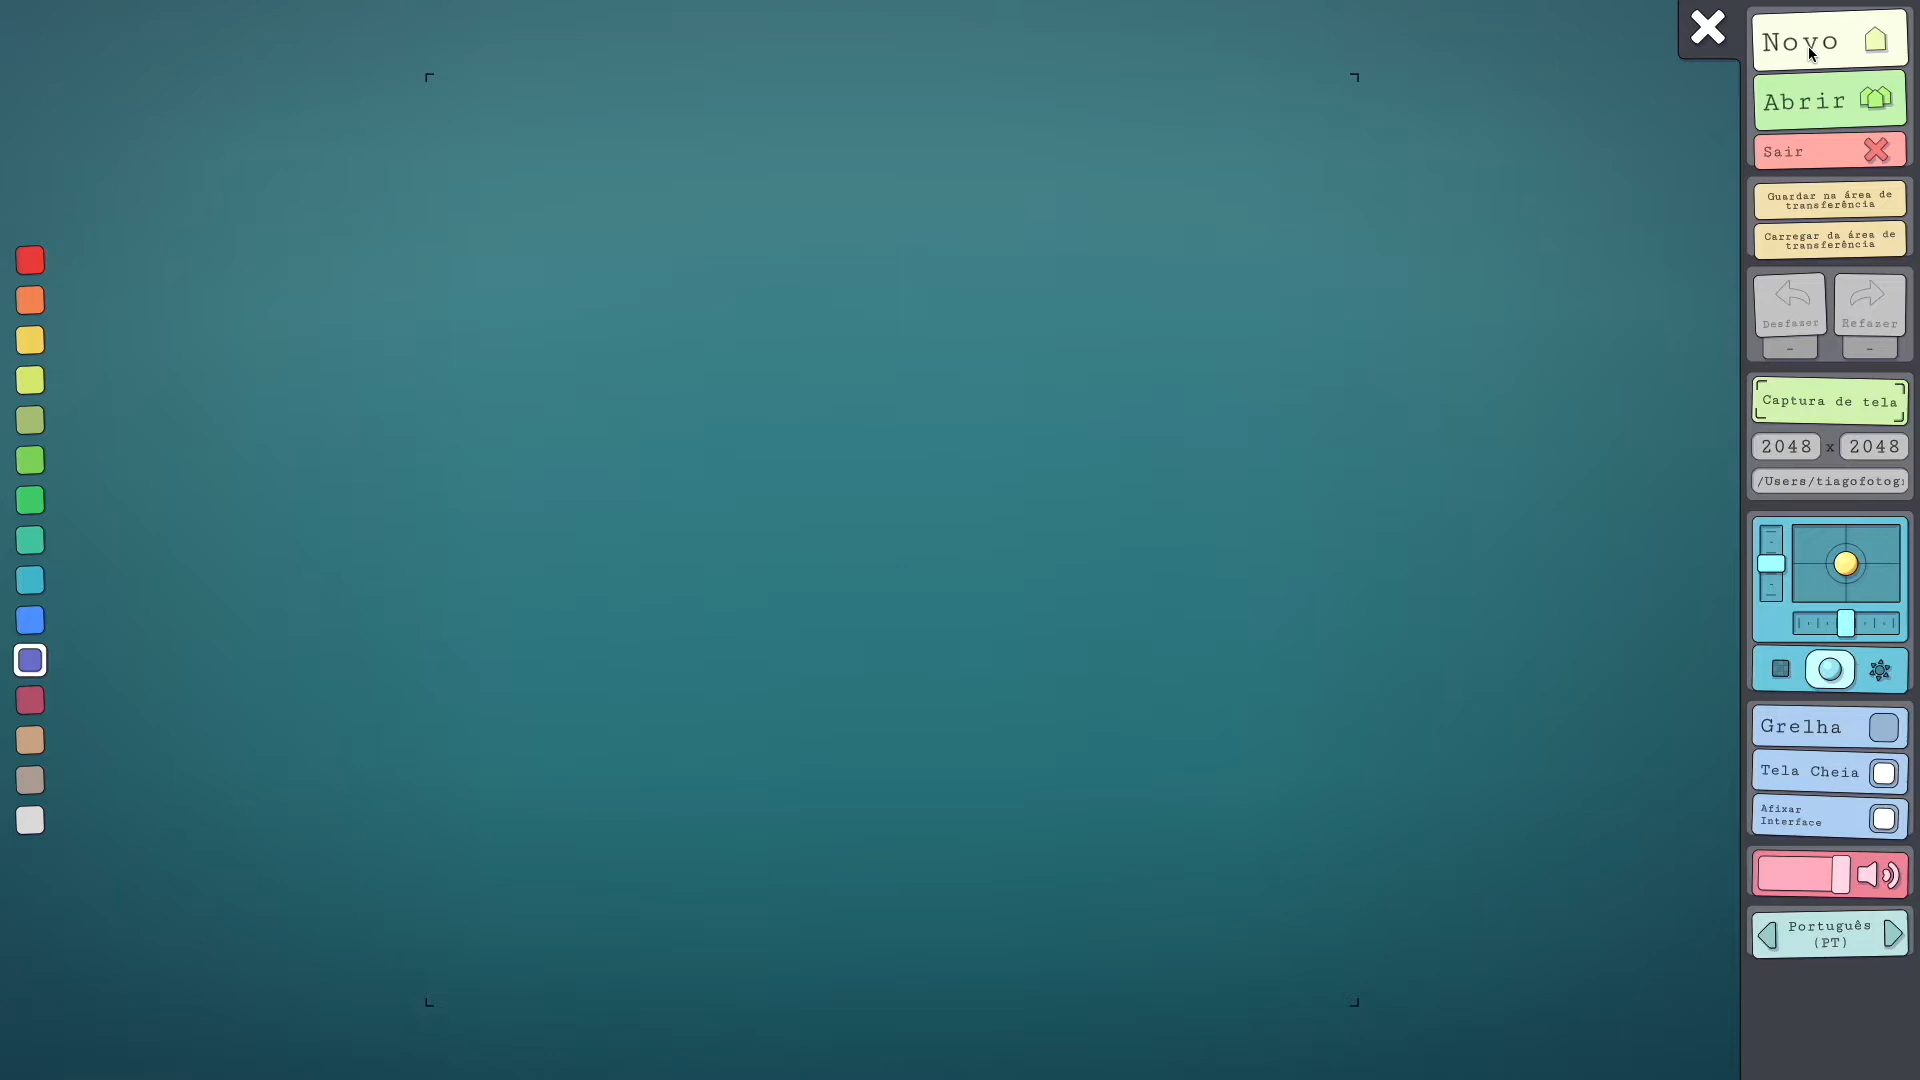 Novo
Abrir
Sair
Guardar na área de
transferência
Carregar da área de
transferência
Desfazer
Refazer
-
-
Captura de tela
2048 x 2048
/Users/tiagofotog
Grelha
Tela Cheia
Afixar
Interface
Português
(PT)